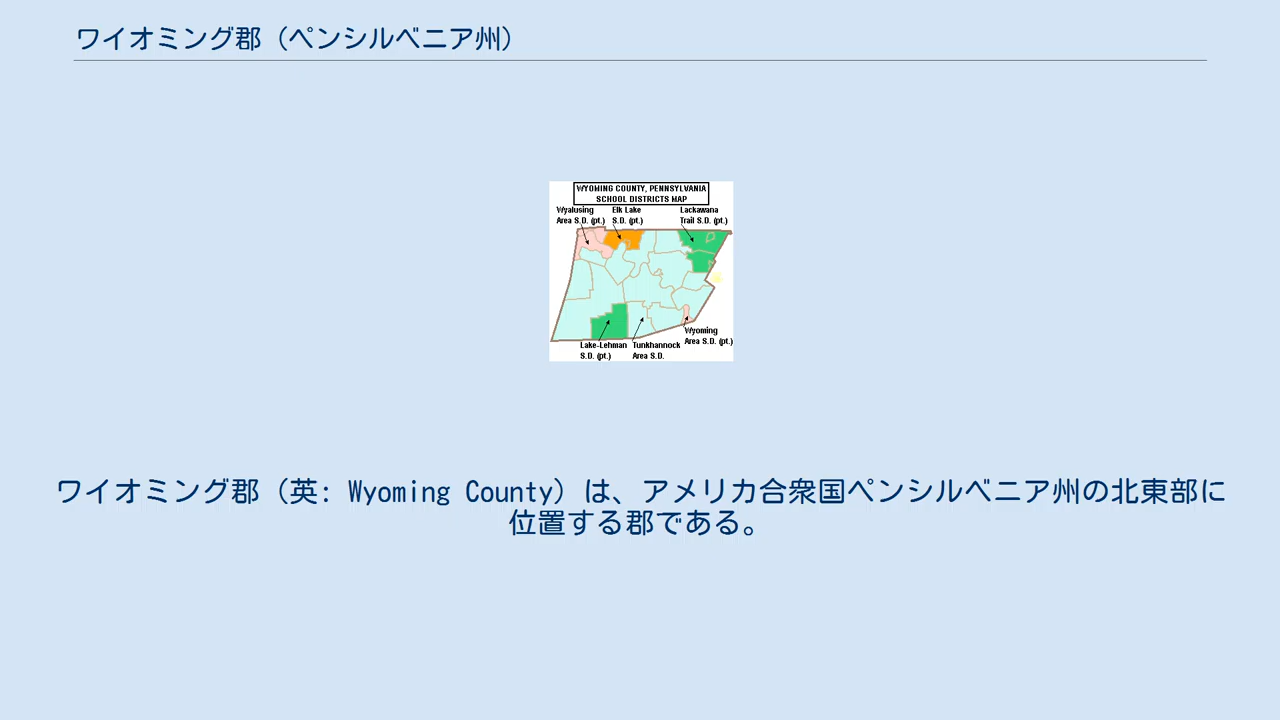 ワイオミング郡（ペンシルベニア州）
WYOMING COUNTY, PENNSYLVANIA
SCHOOL DISTRICTS MAP
Wyalusing
Area S.D. (pt.)
Elk Lake
S.D. (pt.)
Lackawana
Trail S.D. (pt.)
Lake-Lehman
S.D. (pt.)
Tunkhannock
Area S.D.
Wyoming
Area S.D. (pt.)
ワイオミング郡（英: Wyoming County）は、アメリカ合衆国ペンシルベニア州の北東部に
位置する郡である。